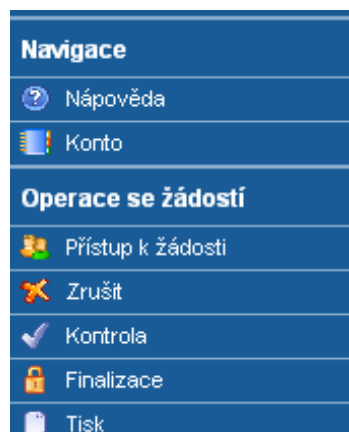 Navigace
Nápověda
Konto
Operace se žádostí
Přístup k žádosti
Zrušit
Kontrola
Finalizace
Tisk